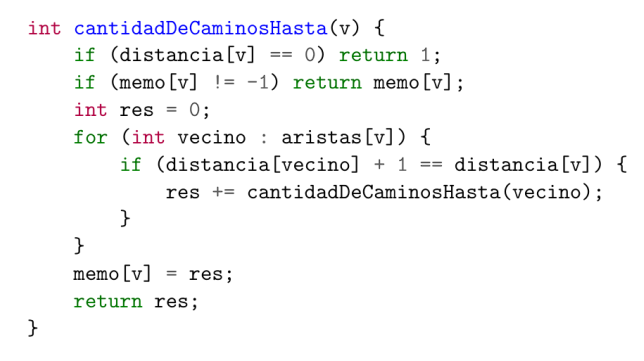 int cantidadDeCaminosHasta(v) {
    if (distancia[v] == 0) return 1;
    if (memo[v] != -1) return memo[v];
    int res = 0;
    for (int vecino : aristas[v]) {
        if (distancia[vecino] + 1 == distancia[v]) {
            res += cantidadDeCaminosHasta(vecino);
        }
    }
    memo[v] = res;
    return res;
}